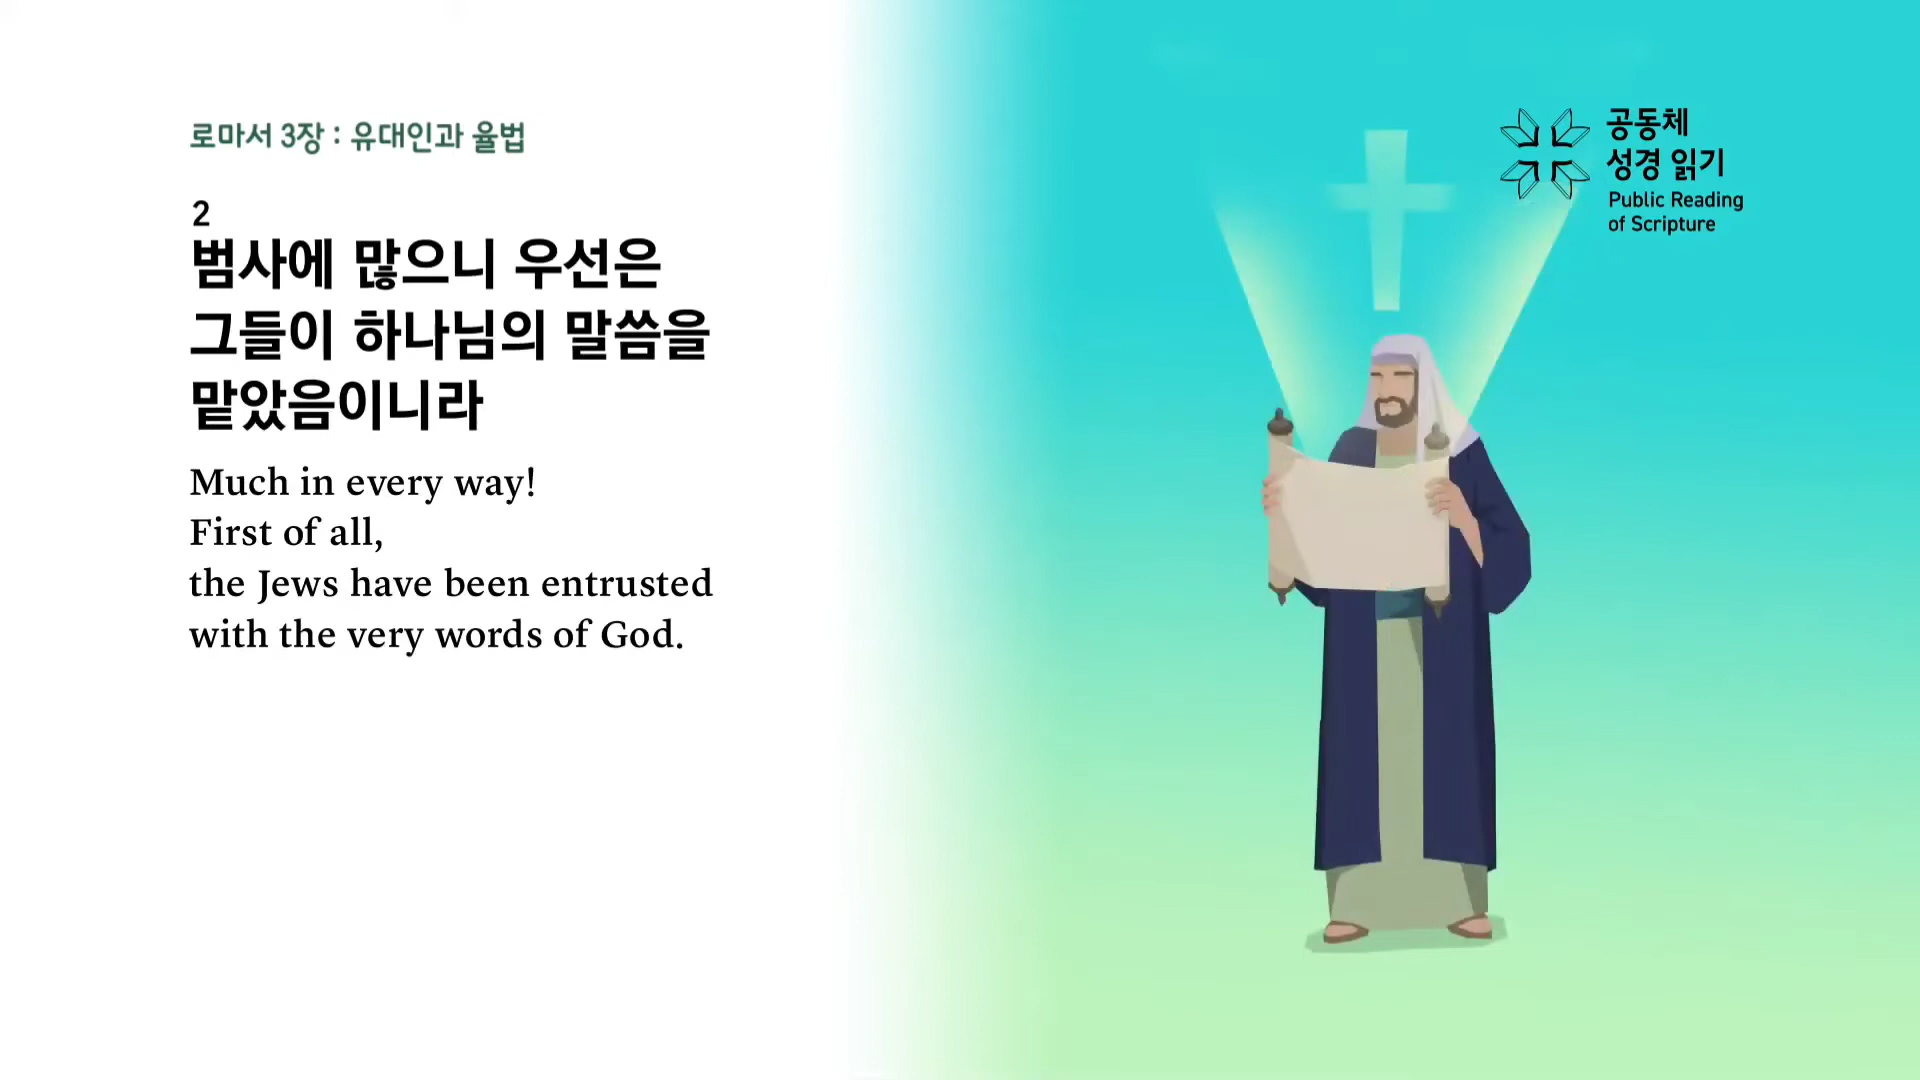 로마서 3장 : 유대인과 율법
2
범사에 많으니 우선은
그들이 하나님의 말씀을
맡았음이니라
Much in every way!
First of all,
the Jews have been entrusted
with the very words of God.
공동체
성경 읽기
Public Reading
of Scripture